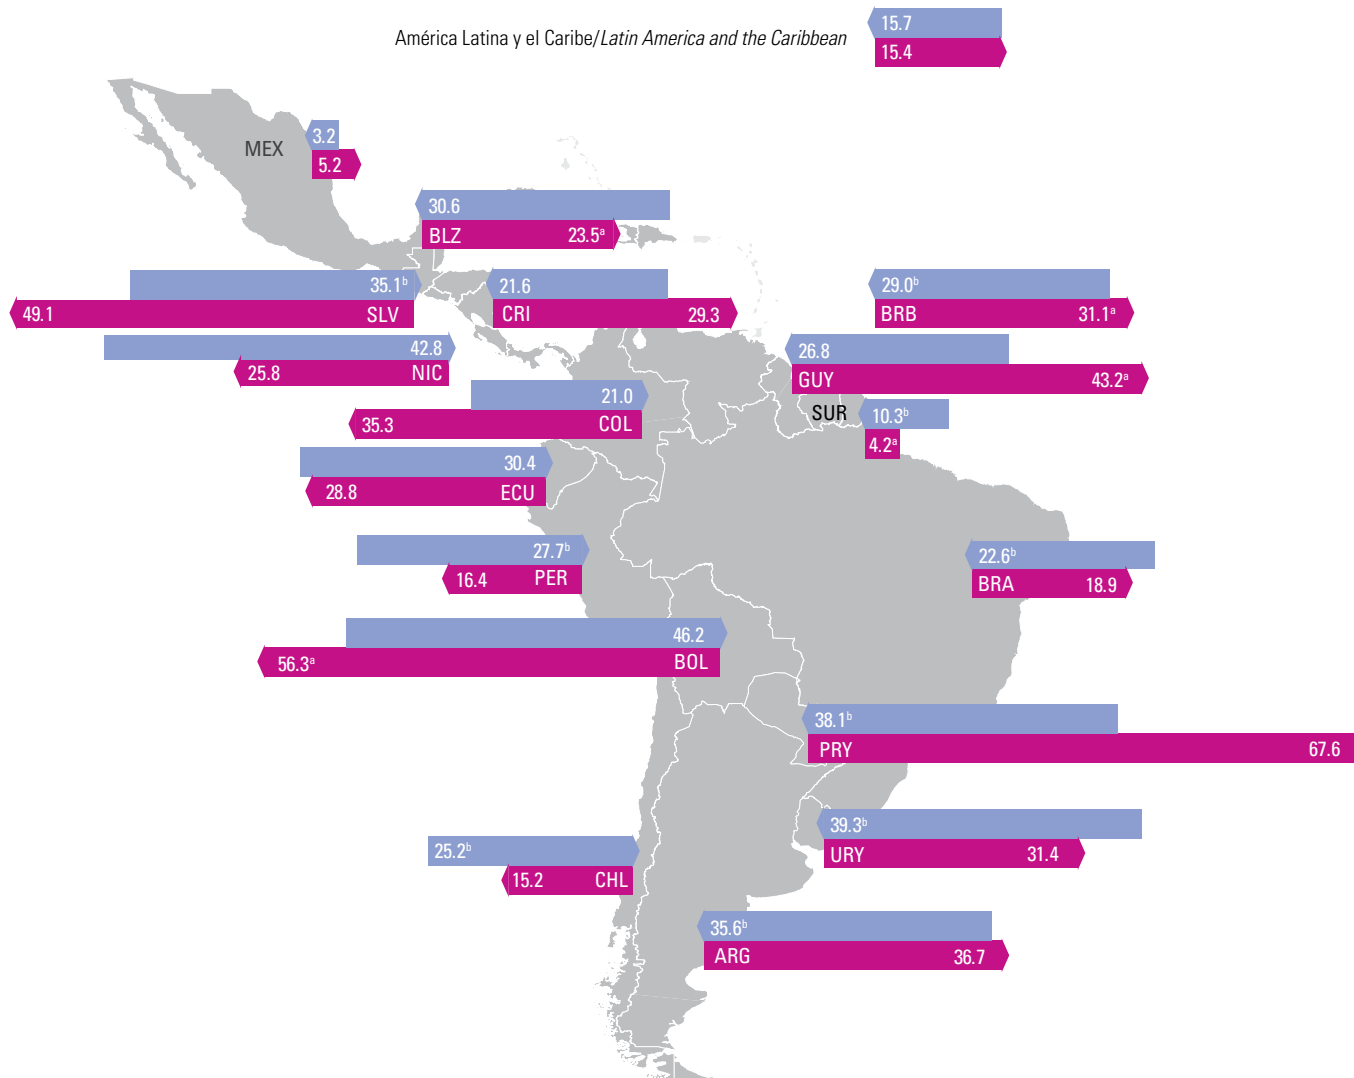 América Latina y el Caribe/Latin America and the Caribbean
15.7
15.4
MEX
3.2
5.2
30.6
BLZ 23.5ᵃ
35.1ᵇ
49.1 SLV
21.6
CRI 29.3
29.0ᵇ
BRB 31.1ᵃ
42.8
25.8 NIC
26.8
GUY 43.2ᵃ
21.0
35.3 COL
SUR
10.3ᵇ
4.2ᵃ
30.4
28.8 ECU
27.7ᵇ
16.4 PER
22.6ᵇ
BRA 18.9
46.2
56.3ᵃ BOL
38.1ᵇ
PRY 67.6
39.3ᵇ
URY 31.4
25.2ᵇ
15.2 CHL
35.6ᵇ
ARG 36.7